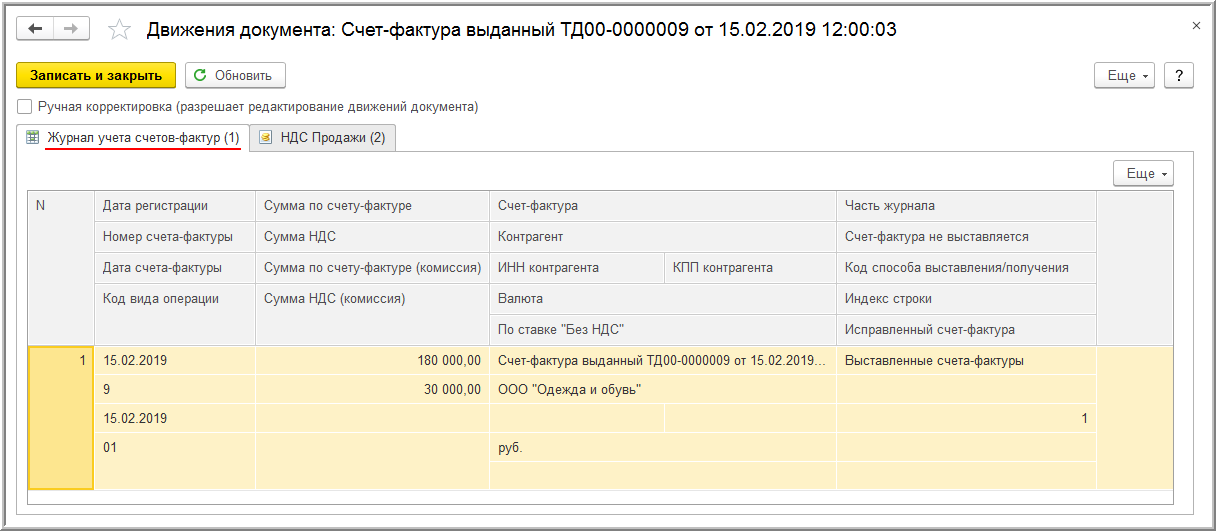 Движения документа: Счет-фактура выданный ТД00-0000009 от 15.02.2019 12:00:03
Записать и закрыть Обновить Еще ?
Ручная корректировка (разрешает редактирование движений документа)
Журнал учета счетов-фактур (1) НДС Продажи (2)
Еще
N Дата регистрации Сумма по счету-фактуре Счет-фактура Часть журнала
Номер счета-фактуры Сумма НДС Контрагент Счет-фактура не выставляется
Дата счета-фактуры Сумма по счету-фактуре (комиссия) ИНН контрагента КПП контрагента Код способа выставления/получения
Код вида операции Сумма НДС (комиссия) Валюта Индекс строки
По ставке "Без НДС" Исправленный счет-фактура
1 15.02.2019 180 000,00 Счет-фактура выданный ТД00-0000009 от 15.02.2019... Выставленные счета-фактуры
9 30 000,00 ООО "Одежда и обувь"
15.02.2019 1
01 руб.